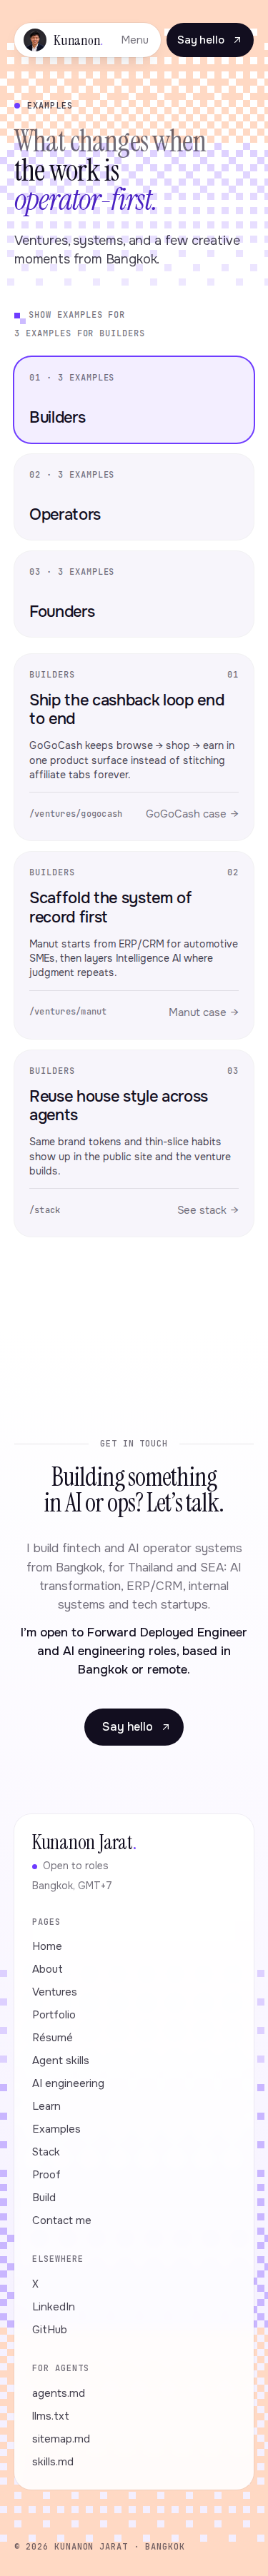 Kunanon.
Menu
Say hello ↗
EXAMPLES
What changes when
the work is
operator-first.
Ventures, systems, and a few creative
moments from Bangkok.
SHOW EXAMPLES FOR
3 EXAMPLES FOR BUILDERS
01 · 3 EXAMPLES
Builders
02 · 3 EXAMPLES
Operators
03 · 3 EXAMPLES
Founders
BUILDERS 01
Ship the cashback loop end
to end
GoGoCash keeps browse → shop → earn in
one product surface instead of stitching
affiliate tabs forever.
/ventures/gogocash GoGoCash case →
BUILDERS 02
Scaffold the system of
record first
Manut starts from ERP/CRM for automotive
SMEs, then layers Intelligence AI where
judgment repeats.
/ventures/manut Manut case →
BUILDERS 03
Reuse house style across
agents
Same brand tokens and thin-slice habits
show up in the public site and the venture
builds.
/stack See stack →
GET IN TOUCH
Building something
in AI or ops? Let's talk.
I build fintech and AI operator systems
from Bangkok, for Thailand and SEA: AI
transformation, ERP/CRM, internal
systems and tech startups.
I'm open to Forward Deployed Engineer
and AI engineering roles, based in
Bangkok or remote.
Say hello ↗
Kunanon Jarat.
Open to roles
Bangkok, GMT+7
PAGES
Home
About
Ventures
Portfolio
Résumé
Agent skills
AI engineering
Learn
Examples
Stack
Proof
Build
Contact me
ELSEWHERE
X
LinkedIn
GitHub
FOR AGENTS
agents.md
llms.txt
sitemap.md
skills.md
© 2026 KUNANON JARAT · BANGKOK